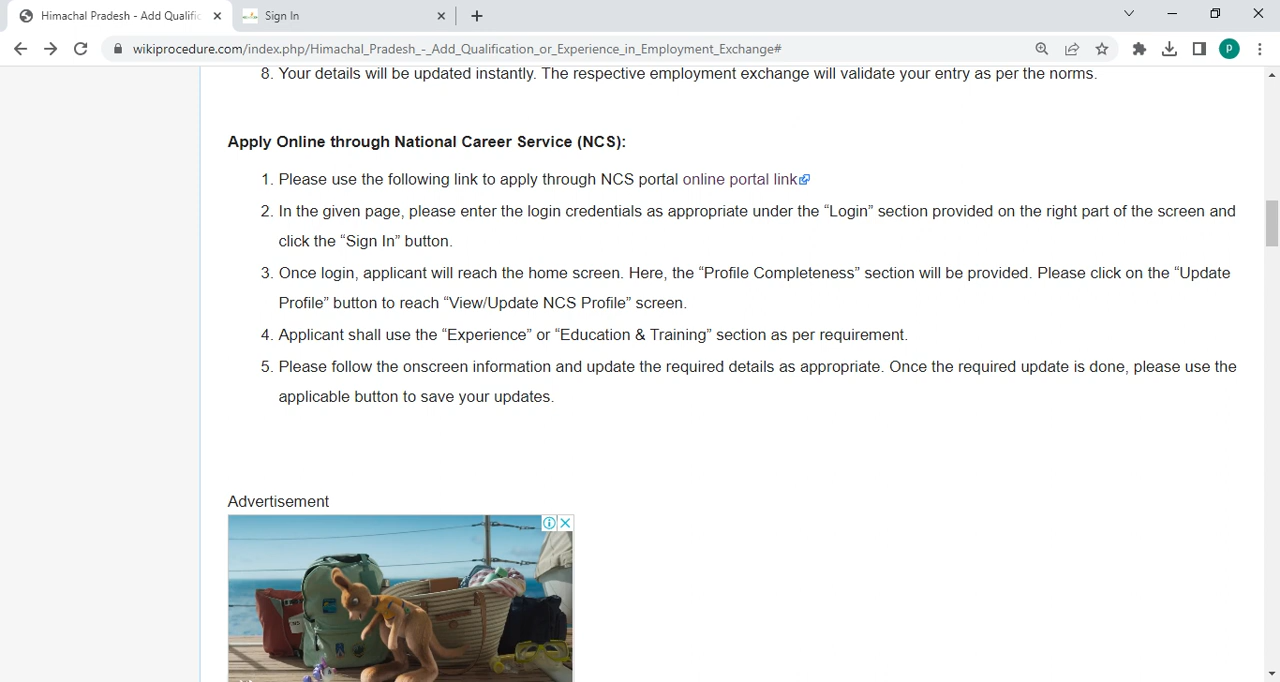 Himachal Pradesh - Add Qualific
Sign In
wikiprocedure.com/index.php/Himachal_Pradesh_-_Add_Qualification_or_Experience_in_Employment_Exchange#
P
8. Your details will be updated instantly. The respective employment exchange will validate your entry as per the norms.
Apply Online through National Career Service (NCS):
1. Please use the following link to apply through NCS portal online portal link
2. In the given page, please enter the login credentials as appropriate under the “Login” section provided on the right part of the screen and
click the “Sign In” button.
3. Once login, applicant will reach the home screen. Here, the “Profile Completeness” section will be provided. Please click on the “Update
Profile” button to reach “View/Update NCS Profile” screen.
4. Applicant shall use the “Experience” or “Education & Training” section as per requirement.
5. Please follow the onscreen information and update the required details as appropriate. Once the required update is done, please use the
applicable button to save your updates.
Advertisement